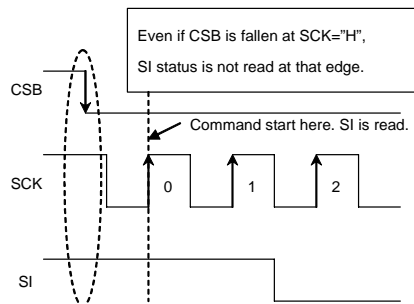 Even if CSB is fallen at SCK="H",
SI status is not read at that edge.
CSB
Command start here. SI is read.
SCK
0
1
2
SI